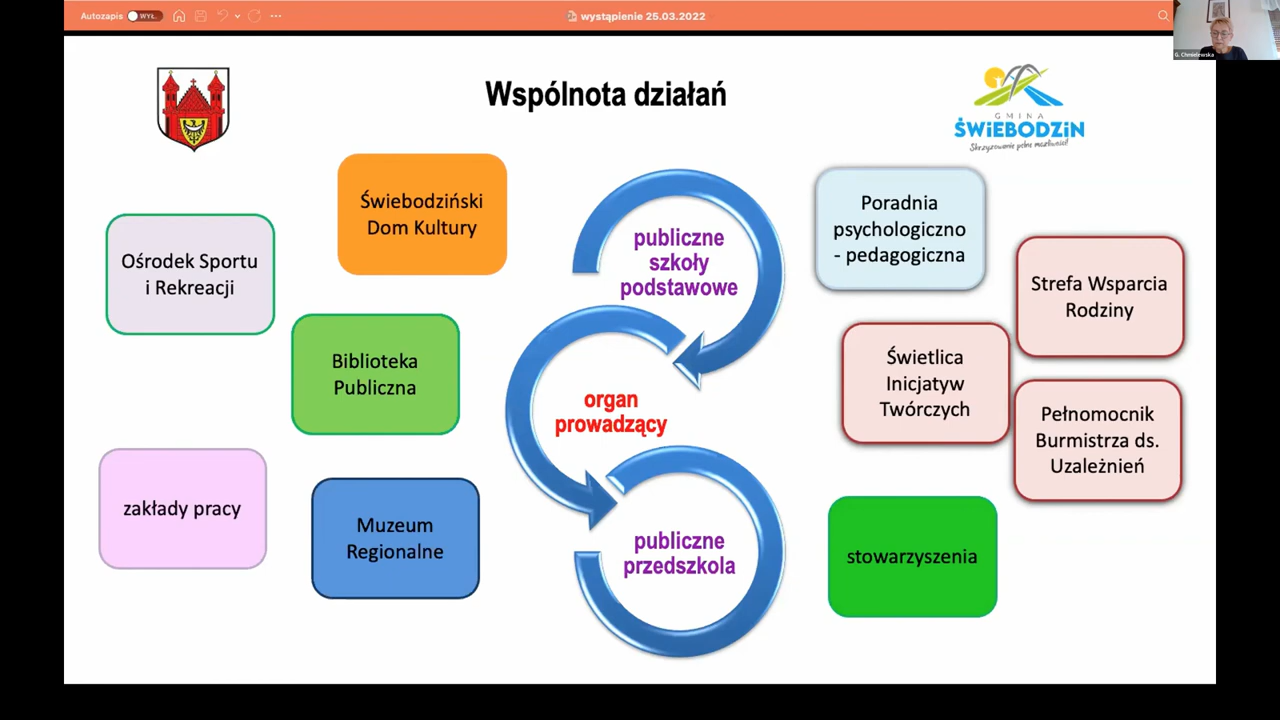 Autozapis
WYŁ.
wystąpienie 25.03.2022
G. Chmielewska
Wspólnota działań
GMINA
ŚWiEBODZiN
Skrzyżowanie pełne możliwości!
Świebodziński
Dom Kultury
Ośrodek Sportu
i Rekreacji
Biblioteka
Publiczna
zakłady pracy
Muzeum
Regionalne
publiczne
szkoły
podstawowe
organ
prowadzący
publiczne
przedszkola
Poradnia
psychologiczno
- pedagogiczna
Strefa Wsparcia
Rodziny
Świetlica
Inicjatyw
Twórczych
Pełnomocnik
Burmistrza ds.
Uzależnień
stowarzyszenia